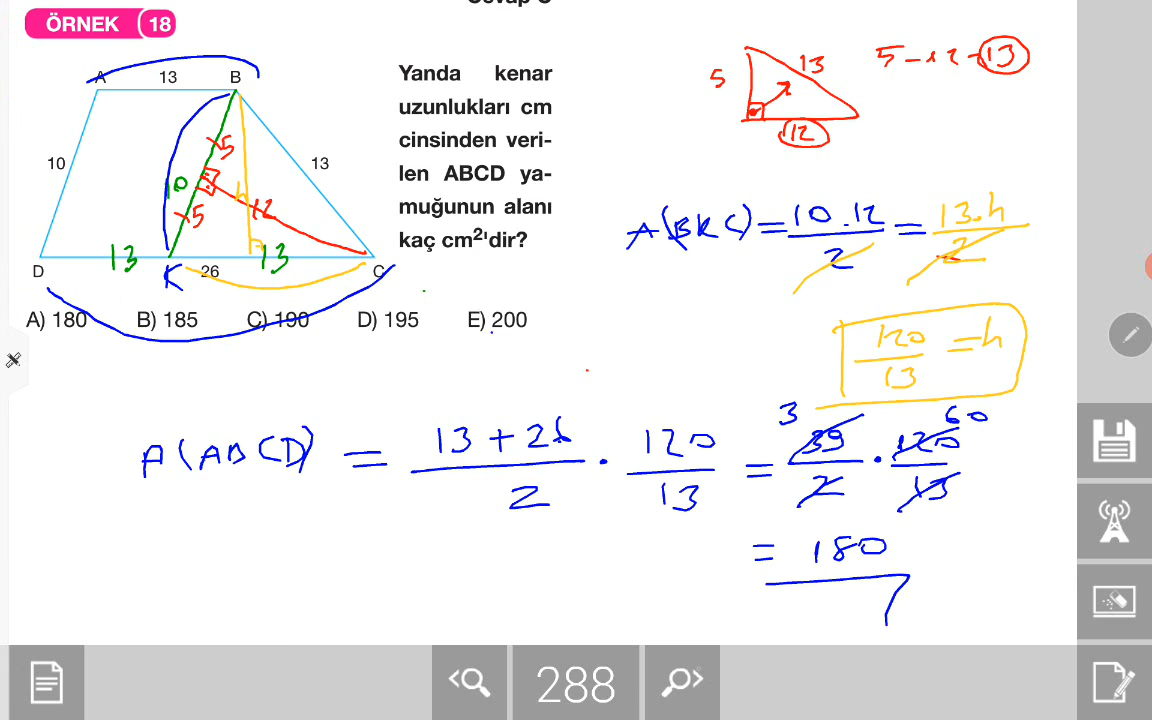 ÖRNEK 18
A 13 B
10
13
D
K
26
C
13
13
10
5
5
12
h
Yanda kenar
uzunlukları cm
cinsinden veri-
len ABCD ya-
muğunun alanı
kaç cm²'dir?
A) 180 B) 185 C) 190 D) 195 E) 200
5 13 12
5-12-13
A(BKC) = 10.12/2 = 13.h/2
120/13 = h
A(ABCD) = 13+26/2 . 120/13 = 39/2 . 120/13
3 60
= 180
288